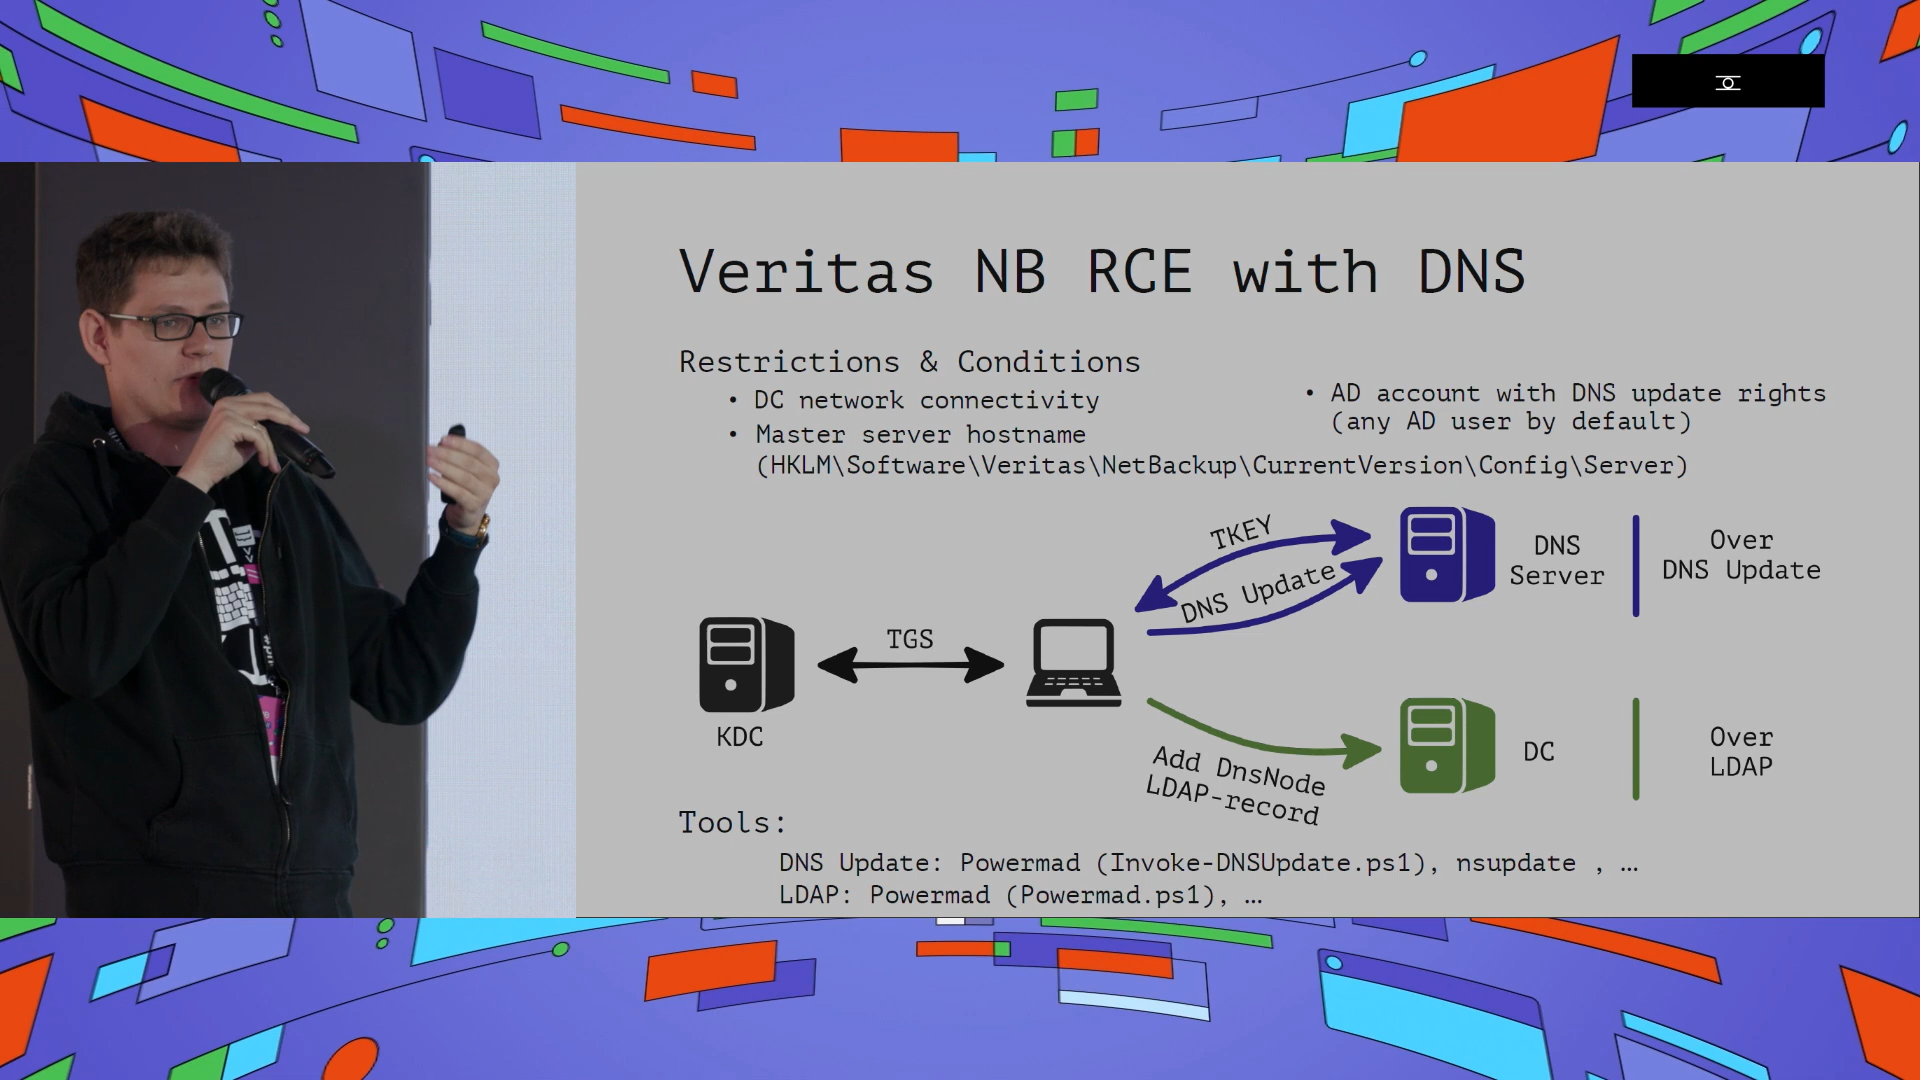 Veritas NB RCE with DNS
Restrictions & Conditions
• DC network connectivity
• Master server hostname
(HKLM\Software\Veritas\NetBackup\CurrentVersion\Config\Server)
• AD account with DNS update rights
(any AD user by default)
TKEY
DNS Update
DNS
Server
Over
DNS Update
TGS
KDC
Add DnsNode
LDAP-record
DC
Over
LDAP
Tools:
DNS Update: Powermad (Invoke-DNSUpdate.ps1), nsupdate , …
LDAP: Powermad (Powermad.ps1), …